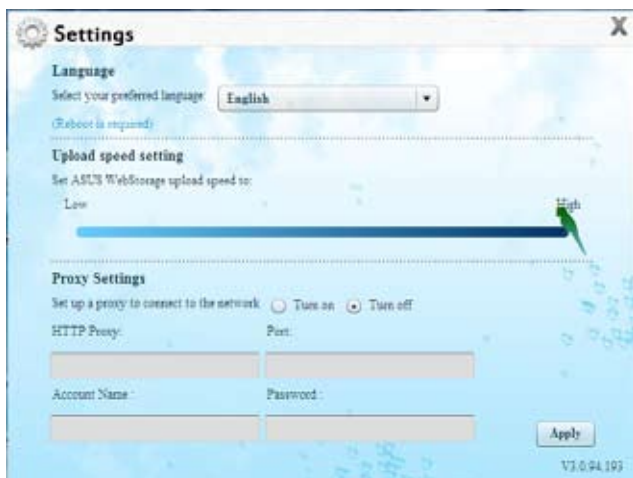 Settings
X
Language
Select your preferred language: English
(Reboot is required)
Upload speed setting
Set ASUS WebStorage upload speed to:
Low High
Proxy Settings
Set up a proxy to connect to the network Turn on Turn off
HTTP Proxy: Port:
Account Name : Password :
Apply
V3.0.94.193